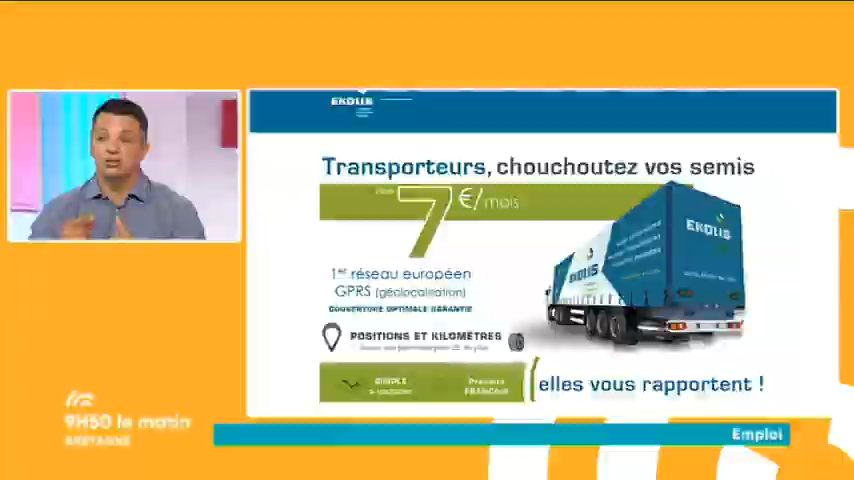 EKOLIS
Transporteurs, chouchoutez vos semis
7€/mois
1er réseau européen
GPRS (géolocalisation)
COUVERTURE OPTIMALE GARANTIE
POSITIONS ET KILOMÈTRES
SIMPLE
FRANÇAIS
elles vous rapportent !
EKOLIS
EKOLIS
9H50 le matin
BRETAGNE
Emploi